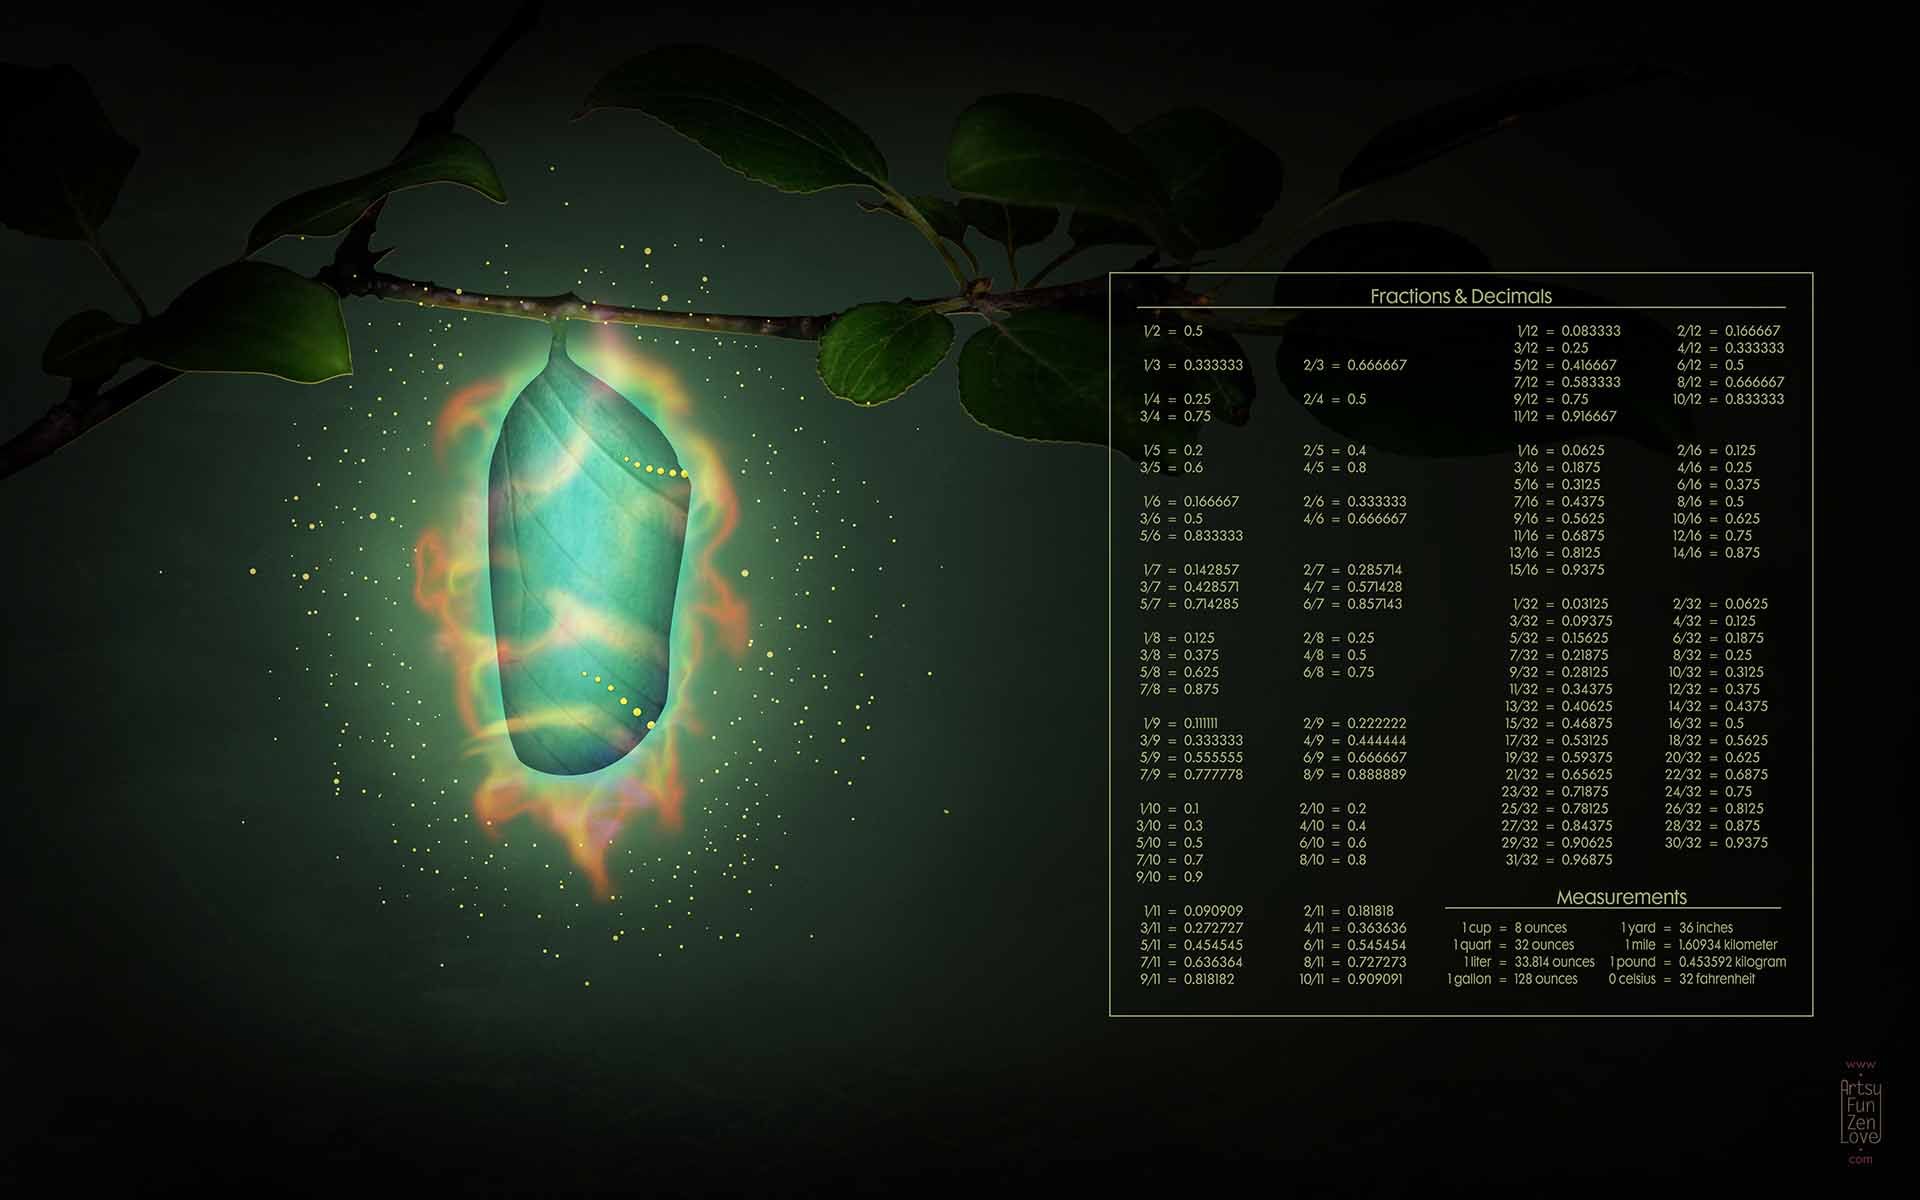 Fractions & Decimals
1/2 = 0.5
1/3 = 0.333333 2/3 = 0.666667
1/4 = 0.25 2/4 = 0.5
3/4 = 0.75
1/5 = 0.2 2/5 = 0.4
3/5 = 0.6 4/5 = 0.8
1/6 = 0.166667 2/6 = 0.333333
3/6 = 0.5 4/6 = 0.666667
5/6 = 0.833333
1/7 = 0.142857 2/7 = 0.285714
3/7 = 0.428571 4/7 = 0.571428
5/7 = 0.714285 6/7 = 0.857143
1/8 = 0.125 2/8 = 0.25
3/8 = 0.375 4/8 = 0.5
5/8 = 0.625 6/8 = 0.75
7/8 = 0.875
1/9 = 0.111111 2/9 = 0.222222
3/9 = 0.333333 4/9 = 0.444444
5/9 = 0.555555 6/9 = 0.666667
7/9 = 0.777778 8/9 = 0.888889
1/10 = 0.1 2/10 = 0.2
3/10 = 0.3 4/10 = 0.4
5/10 = 0.5 6/10 = 0.6
7/10 = 0.7 8/10 = 0.8
9/10 = 0.9
1/11 = 0.090909 2/11 = 0.181818
3/11 = 0.272727 4/11 = 0.363636
5/11 = 0.454545 6/11 = 0.545454
7/11 = 0.636364 8/11 = 0.727273
9/11 = 0.818182 10/11 = 0.909091
1/12 = 0.083333 2/12 = 0.166667
3/12 = 0.25 4/12 = 0.333333
5/12 = 0.416667 6/12 = 0.5
7/12 = 0.583333 8/12 = 0.666667
9/12 = 0.75 10/12 = 0.833333
11/12 = 0.916667
1/16 = 0.0625 2/16 = 0.125
3/16 = 0.1875 4/16 = 0.25
5/16 = 0.3125 6/16 = 0.375
7/16 = 0.4375 8/16 = 0.5
9/16 = 0.5625 10/16 = 0.625
11/16 = 0.6875 12/16 = 0.75
13/16 = 0.8125 14/16 = 0.875
15/16 = 0.9375
1/32 = 0.03125 2/32 = 0.0625
3/32 = 0.09375 4/32 = 0.125
5/32 = 0.15625 6/32 = 0.1875
7/32 = 0.21875 8/32 = 0.25
9/32 = 0.28125 10/32 = 0.3125
11/32 = 0.34375 12/32 = 0.375
13/32 = 0.40625 14/32 = 0.4375
15/32 = 0.46875 16/32 = 0.5
17/32 = 0.53125 18/32 = 0.5625
19/32 = 0.59375 20/32 = 0.625
21/32 = 0.65625 22/32 = 0.6875
23/32 = 0.71875 24/32 = 0.75
25/32 = 0.78125 26/32 = 0.8125
27/32 = 0.84375 28/32 = 0.875
29/32 = 0.90625 30/32 = 0.9375
31/32 = 0.96875
Measurements
1 cup = 8 ounces 1 yard = 36 inches
1 quart = 32 ounces 1 mile = 1.60934 kilometer
1 liter = 33.814 ounces 1 pound = 0.453592 kilogram
1 gallon = 128 ounces 0 celsius = 32 fahrenheit
www
Artsy
Fun
Zen
Love
com